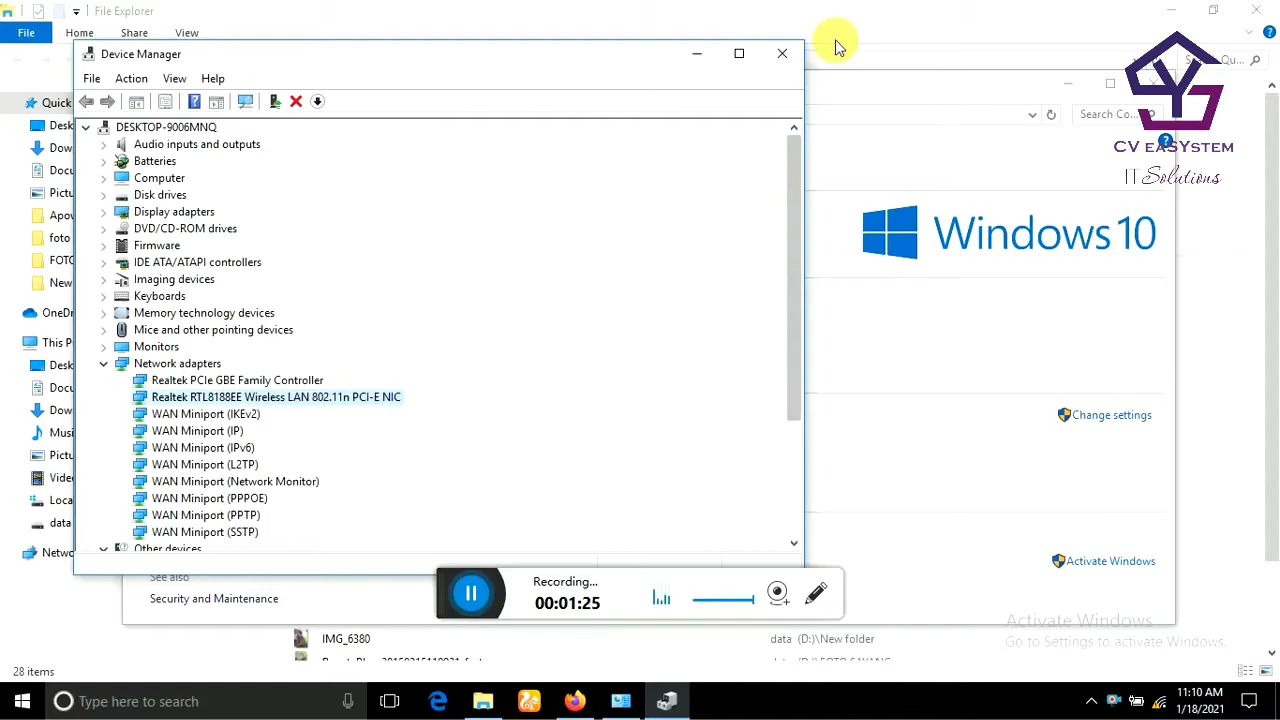 File Explorer
File Home Share View
Device Manager
File Action View Help
DESKTOP-9006MNQ
Audio inputs and outputs
Batteries
Computer
Disk drives
Display adapters
DVD/CD-ROM drives
Firmware
IDE ATA/ATAPI controllers
Imaging devices
Keyboards
Memory technology devices
Mice and other pointing devices
Monitors
Network adapters
Realtek PCIe GBE Family Controller
Realtek RTL8188EE Wireless LAN 802.11n PCI-E NIC
WAN Miniport (IKEv2)
WAN Miniport (IP)
WAN Miniport (IPv6)
WAN Miniport (L2TP)
WAN Miniport (Network Monitor)
WAN Miniport (PPPOE)
WAN Miniport (PPTP)
WAN Miniport (SSTP)
Other devices
Quick
Desk
Dow
Docu
Pictu
Apov
foto
FOTO
New
OneDr
This P
Desk
Docu
Dow
Musi
Pictu
Vide
Loca
data
Netwo
Search Qu...
Search Co...
CV eaSYstem
IT Solutions
Windows 10
Change settings
Activate Windows
See also
Security and Maintenance
Recording...
00:01:25
Activate Windows
Go to Settings to activate Windows.
IMG_6380 data (D:)\New folder
28 items
Type here to search
11:10 AM
1/18/2021